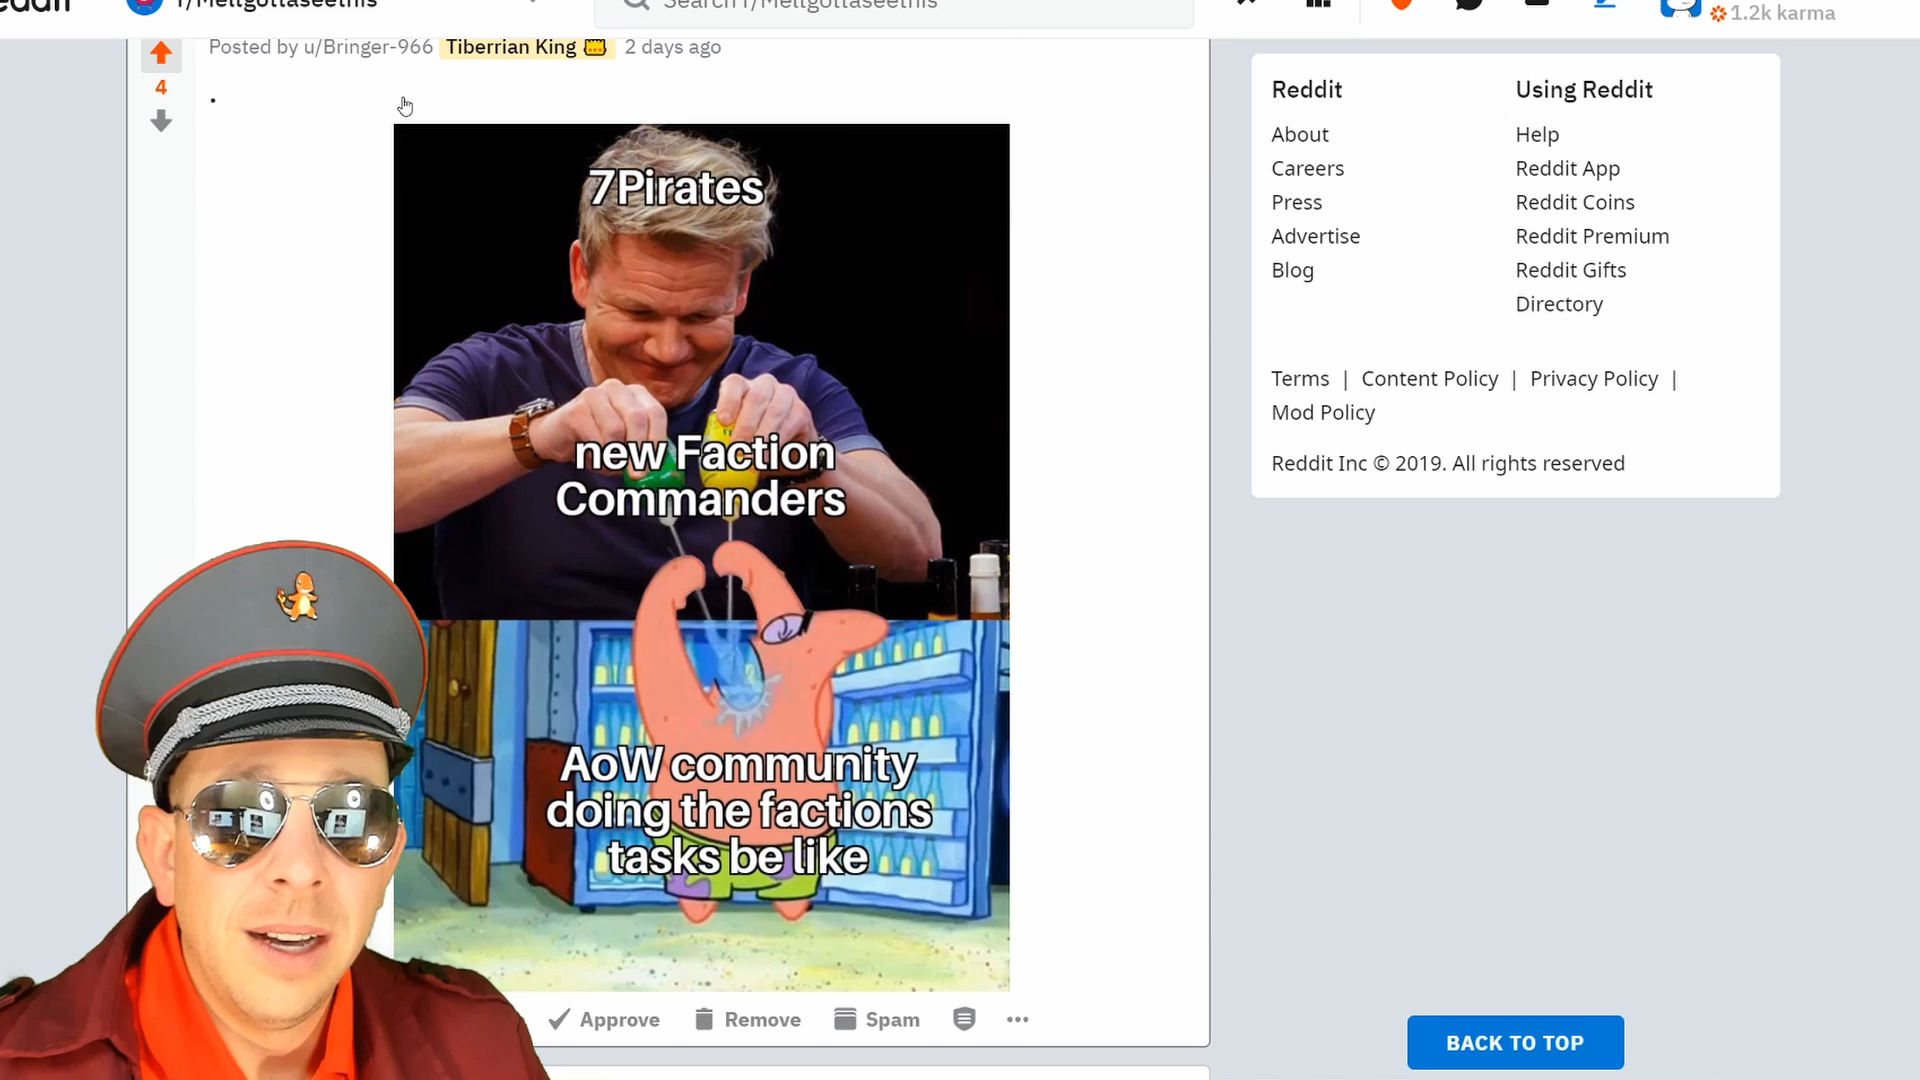 r/Mellgottaseethis
Search r/Mellgottaseethis
1.2k karma
Posted by u/Bringer-966 Tiberrian King 2 days ago
4
.
7Pirates
new Faction
Commanders
AoW community
doing the factions
tasks be like
Approve Remove Spam
Reddit
Using Reddit
About
Help
Careers
Reddit App
Press
Reddit Coins
Advertise
Reddit Premium
Blog
Reddit Gifts
Directory
Terms | Content Policy | Privacy Policy |
Mod Policy
Reddit Inc © 2019. All rights reserved
BACK TO TOP